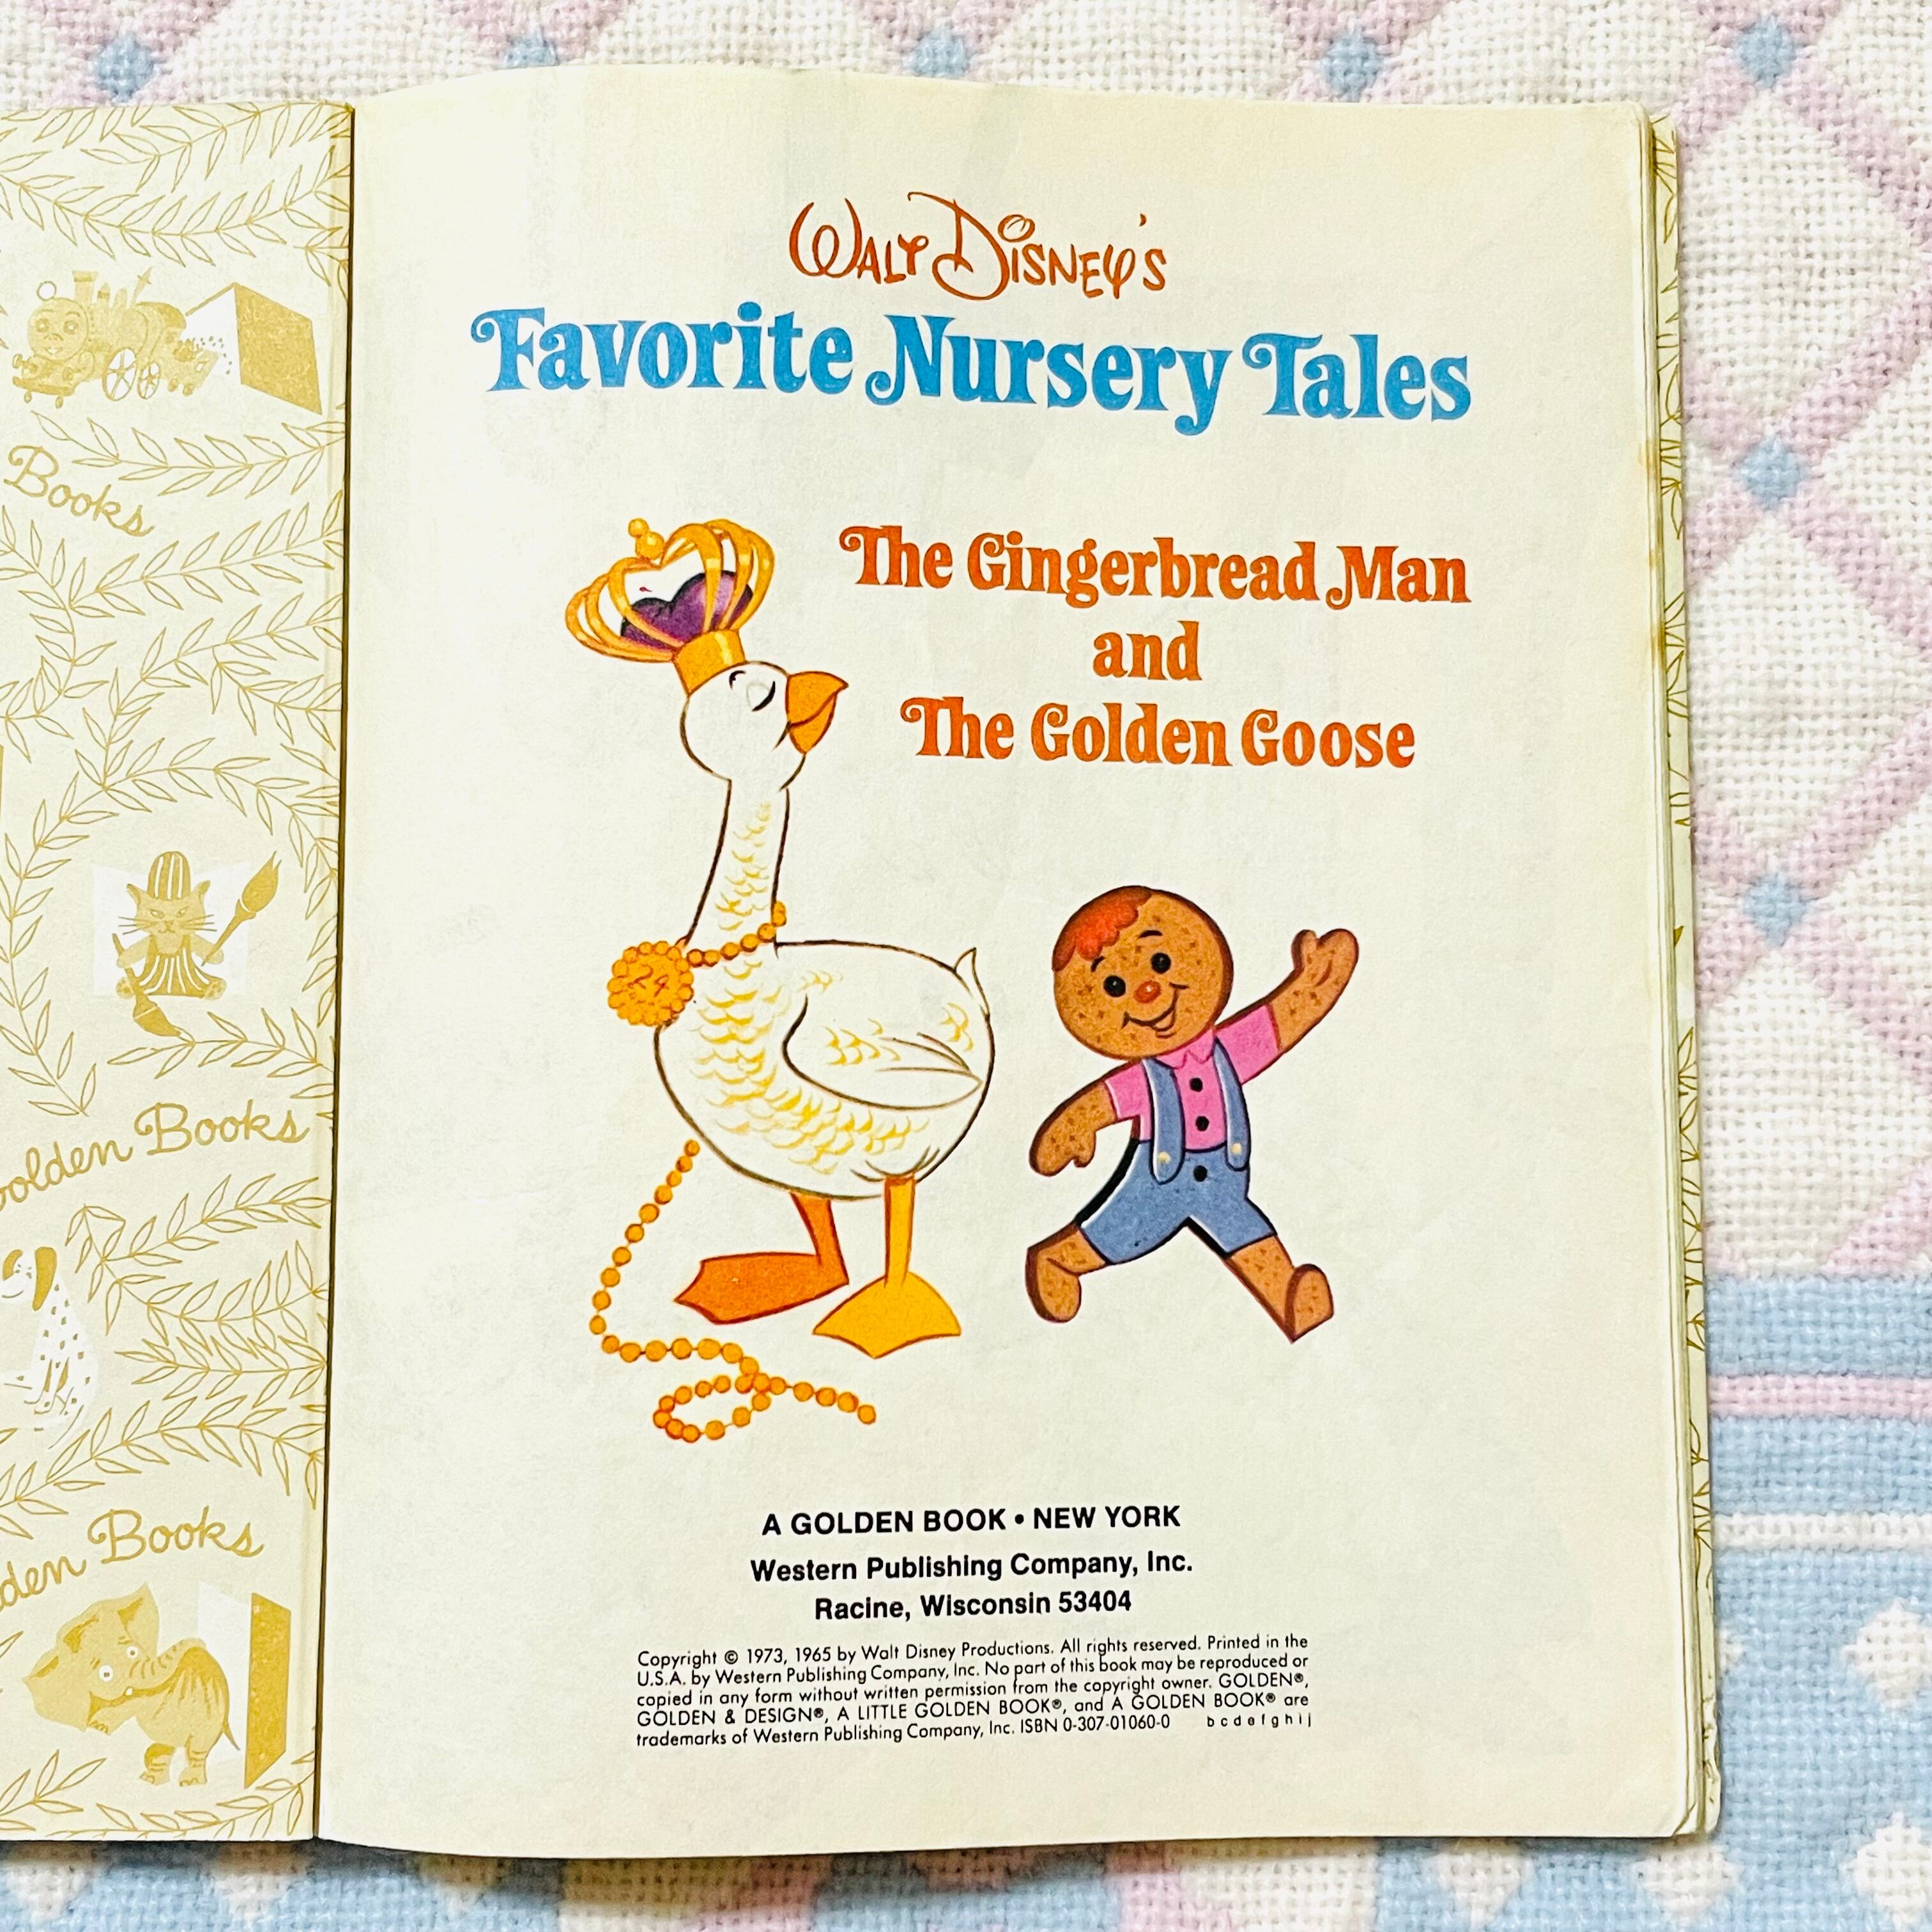 Books
Golden Books
Golden Books
WALT DISNEY'S
Favorite Nursery Tales
The Gingerbread Man
and
The Golden Goose
A GOLDEN BOOK • NEW YORK
Western Publishing Company, Inc.
Racine, Wisconsin 53404
Copyright © 1973, 1965 by Walt Disney Productions. All rights reserved. Printed in the
U.S.A. by Western Publishing Company, Inc. No part of this book may be reproduced or
copied in any form without written permission from the copyright owner. GOLDEN®,
GOLDEN & DESIGN®, A LITTLE GOLDEN BOOK®, and A GOLDEN BOOK® are
trademarks of Western Publishing Company, Inc. ISBN 0-307-01060-0 b c d e f g h i j